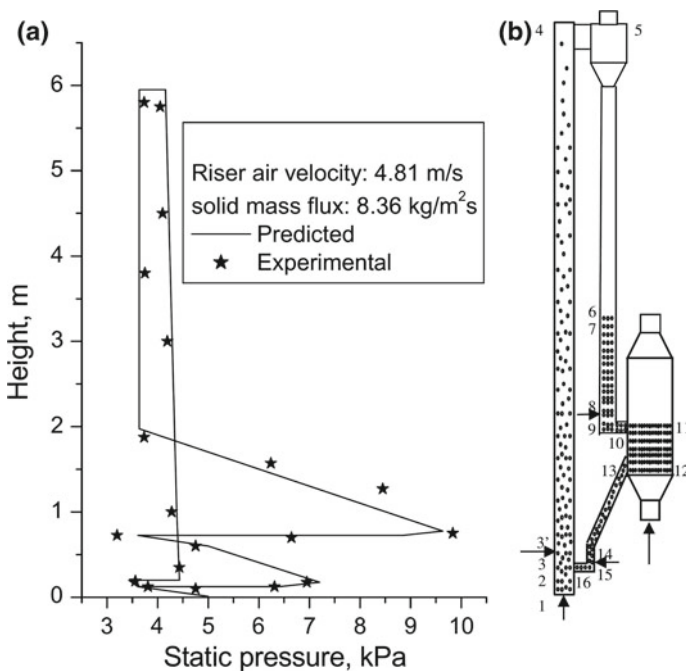 (a)
6
5
4
3
2
1
0
Height, m
3 4 5 6 7 8 9 10
Static pressure, kPa
Riser air velocity: 4.81 m/s
solid mass flux: 8.36 kg/m²s
Predicted
Experimental
(b)
4 5
6
7
8
9
10 11
13 12
3'
3 14
2 16 15
1